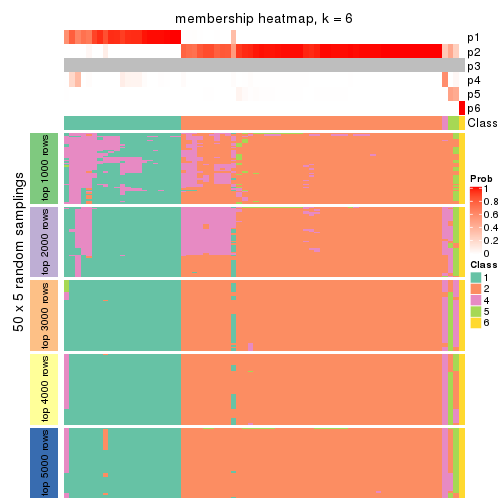 membership heatmap, k = 6
p1
p2
p3
p4
p5
p6
Class
50 x 5 random samplings
top 1000 rows
top 2000 rows
top 3000 rows
top 4000 rows
top 5000 rows
Prob
1
0.8
0.6
0.4
0.2
0
Class
1
2
4
5
6